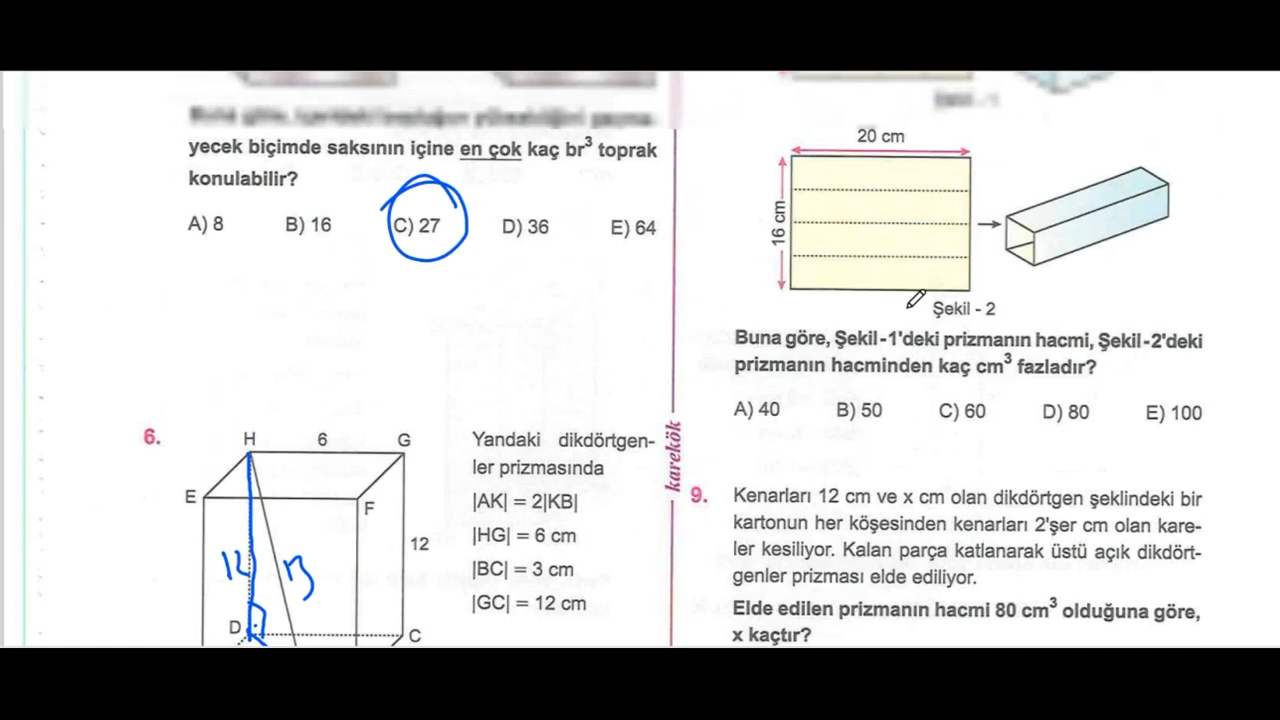 yecek biçimde saksının içine en çok kaç br³ toprak
konulabilir?
A) 8 B) 16 C) 27 D) 36 E) 64
6.
H 6 G
E
F
12
12
13
D
C
Yandaki dikdörtgen-
ler prizmasında
|AK| = 2|KB|
|HG| = 6 cm
|BC| = 3 cm
|GC| = 12 cm
karekök
20 cm
16 cm
Şekil - 2
Buna göre, Şekil-1'deki prizmanın hacmi, Şekil-2'deki
prizmanın hacminden kaç cm³ fazladır?
A) 40 B) 50 C) 60 D) 80 E) 100
9.
Kenarları 12 cm ve x cm olan dikdörtgen şeklindeki bir
kartonun her köşesinden kenarları 2'şer cm olan kare-
ler kesiliyor. Kalan parça katlanarak üstü açık dikdört-
genler prizması elde ediliyor.
Elde edilen prizmanın hacmi 80 cm³ olduğuna göre,
x kaçtır?